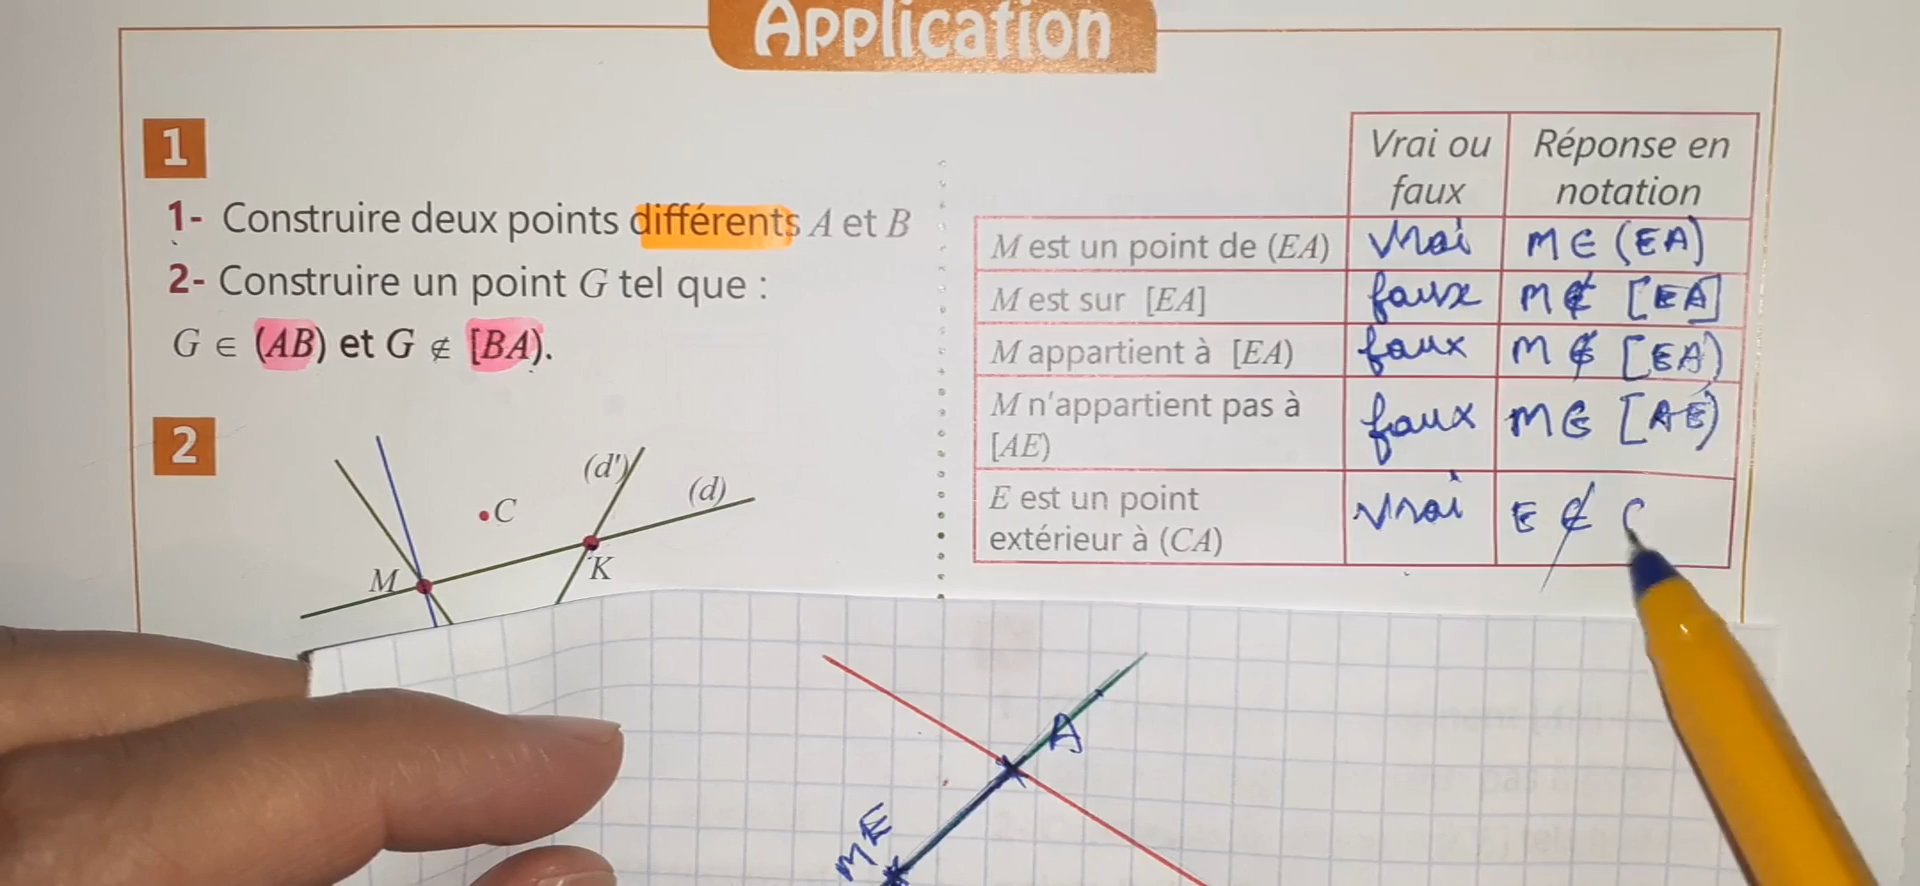 Application
1
1- Construire deux points différents A et B
2- Construire un point G tel que :
G ∈ (AB) et G ∉ [BA).
2
(d')
(d)
C
M
K
Vrai ou faux
Réponse en notation
M est un point de (EA)
Vrai
M ∈ (EA)
M est sur [EA]
faux
M ∉ [EA]
M appartient à [EA)
faux
M ∉ [EA)
M n'appartient pas à
[AE)
faux
M ∈ [AE)
E est un point
extérieur à (CA)
Vrai
E ∉ (
A
M E